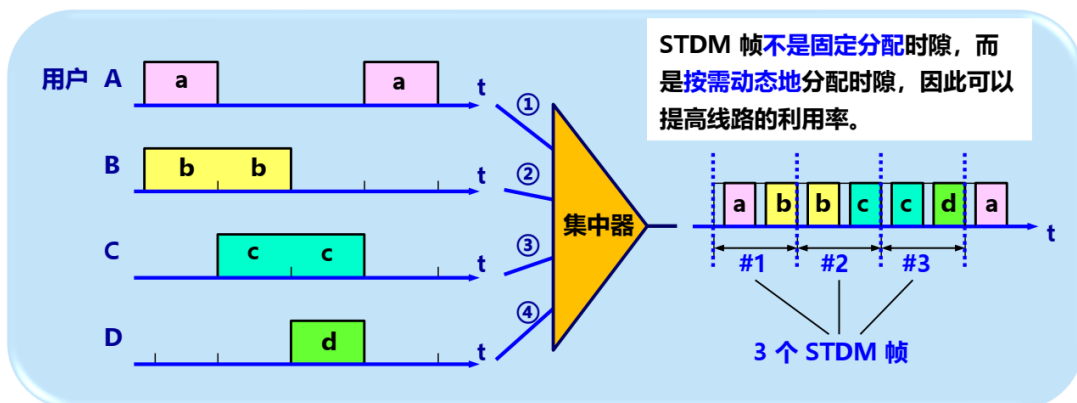 STDM 帧不是固定分配时隙，而
是按需动态地分配时隙，因此可以
提高线路的利用率。
用户 A a a t
B b b t
C c c t
D d t
① ② ③ ④
集中器
a b b c c d a t
#1 #2 #3
3 个 STDM 帧